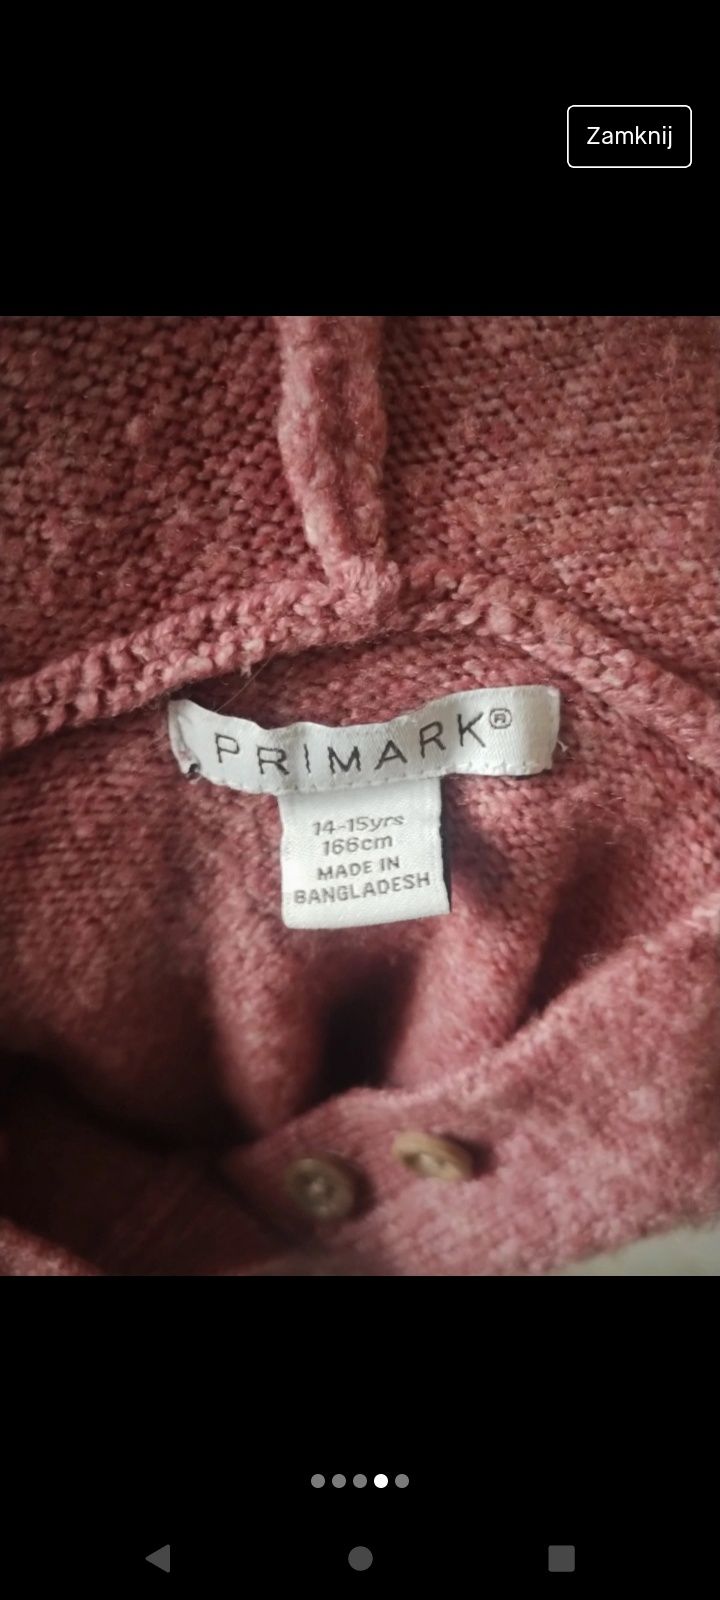 Zamknij
PRIMARK®
14-15yrs
166cm
MADE IN
BANGLADESH